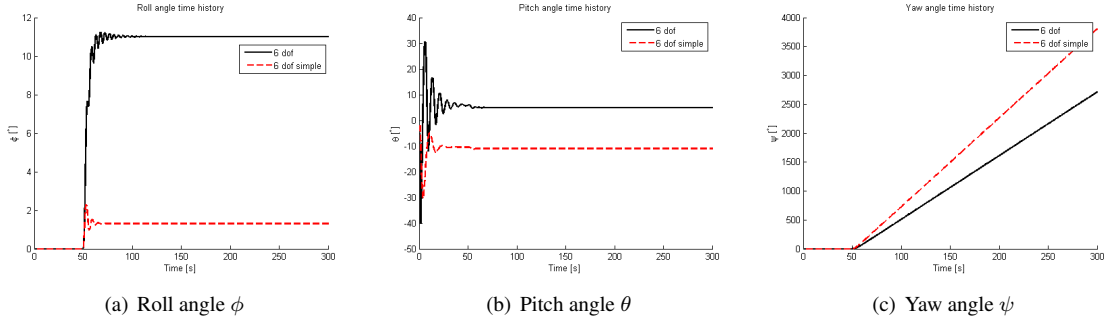 Roll angle time history
12
10
8
6
4
2
0
ϕ [°]
0 50 100 150 200 250 300
Time [s]
6 dof
6 dof simple
(a) Roll angle ϕ
Pitch angle time history
40
30
20
10
0
-10
-20
-30
-40
-50
θ [°]
0 50 100 150 200 250 300
Time [s]
6 dof
6 dof simple
(b) Pitch angle θ
Yaw angle time history
4000
3500
3000
2500
2000
1500
1000
500
0
ψ [°]
0 50 100 150 200 250 300
Time [s]
6 dof
6 dof simple
(c) Yaw angle ψ